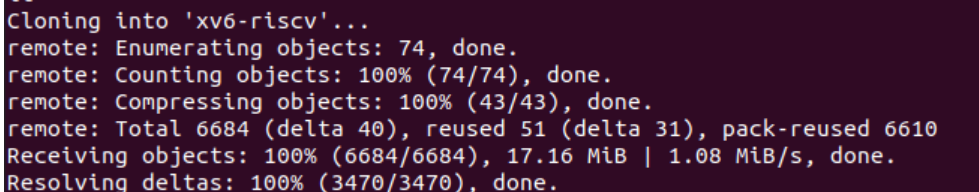 Cloning into 'xv6-riscv'...
remote: Enumerating objects: 74, done.
remote: Counting objects: 100% (74/74), done.
remote: Compressing objects: 100% (43/43), done.
remote: Total 6684 (delta 40), reused 51 (delta 31), pack-reused 6610
Receiving objects: 100% (6684/6684), 17.16 MiB | 1.08 MiB/s, done.
Resolving deltas: 100% (3470/3470), done.